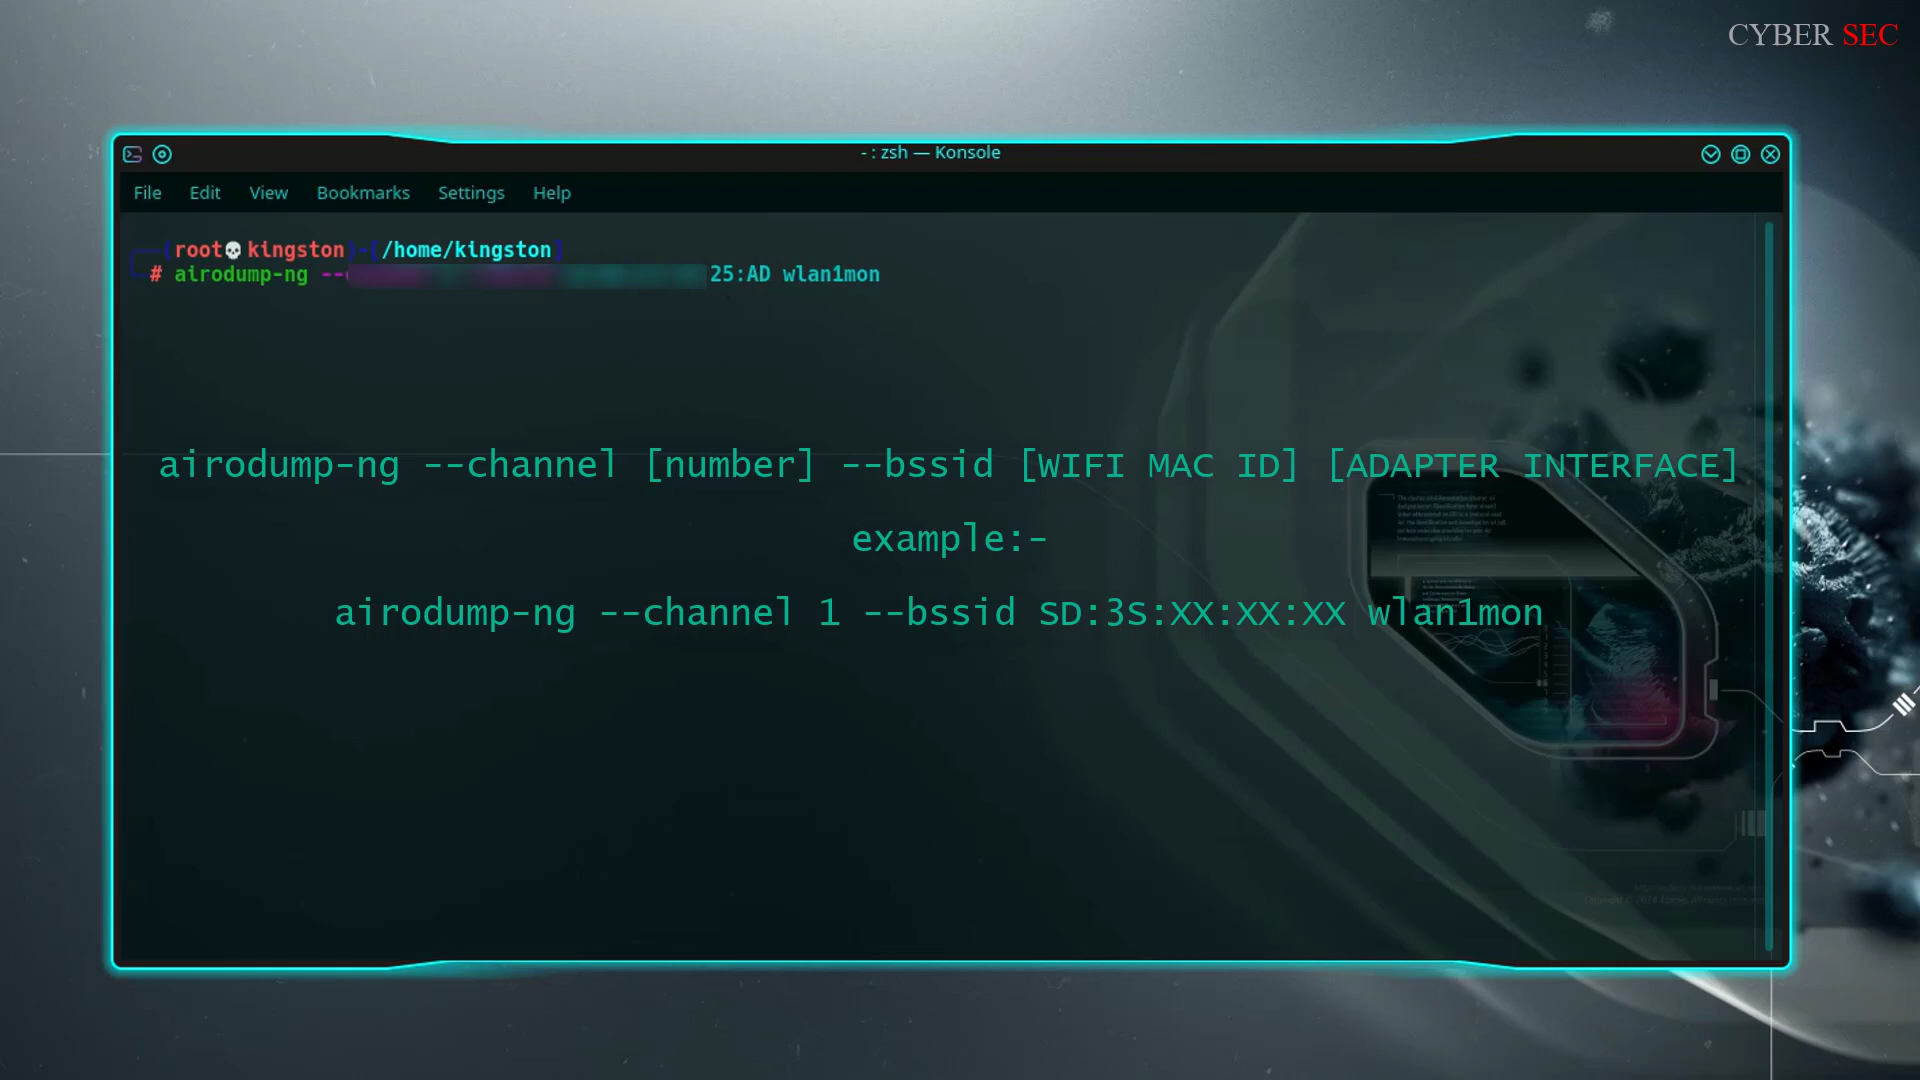 CYBER SEC
- : zsh — Konsole
File Edit View Bookmarks Settings Help
root💀kingston)-[/home/kingston]
# airodump-ng -- 25:AD wlan1mon
airodump-ng --channel [number] --bssid [WIFI MAC ID] [ADAPTER INTERFACE]
example:-
airodump-ng --channel 1 --bssid SD:3S:XX:XX:XX wlan1mon